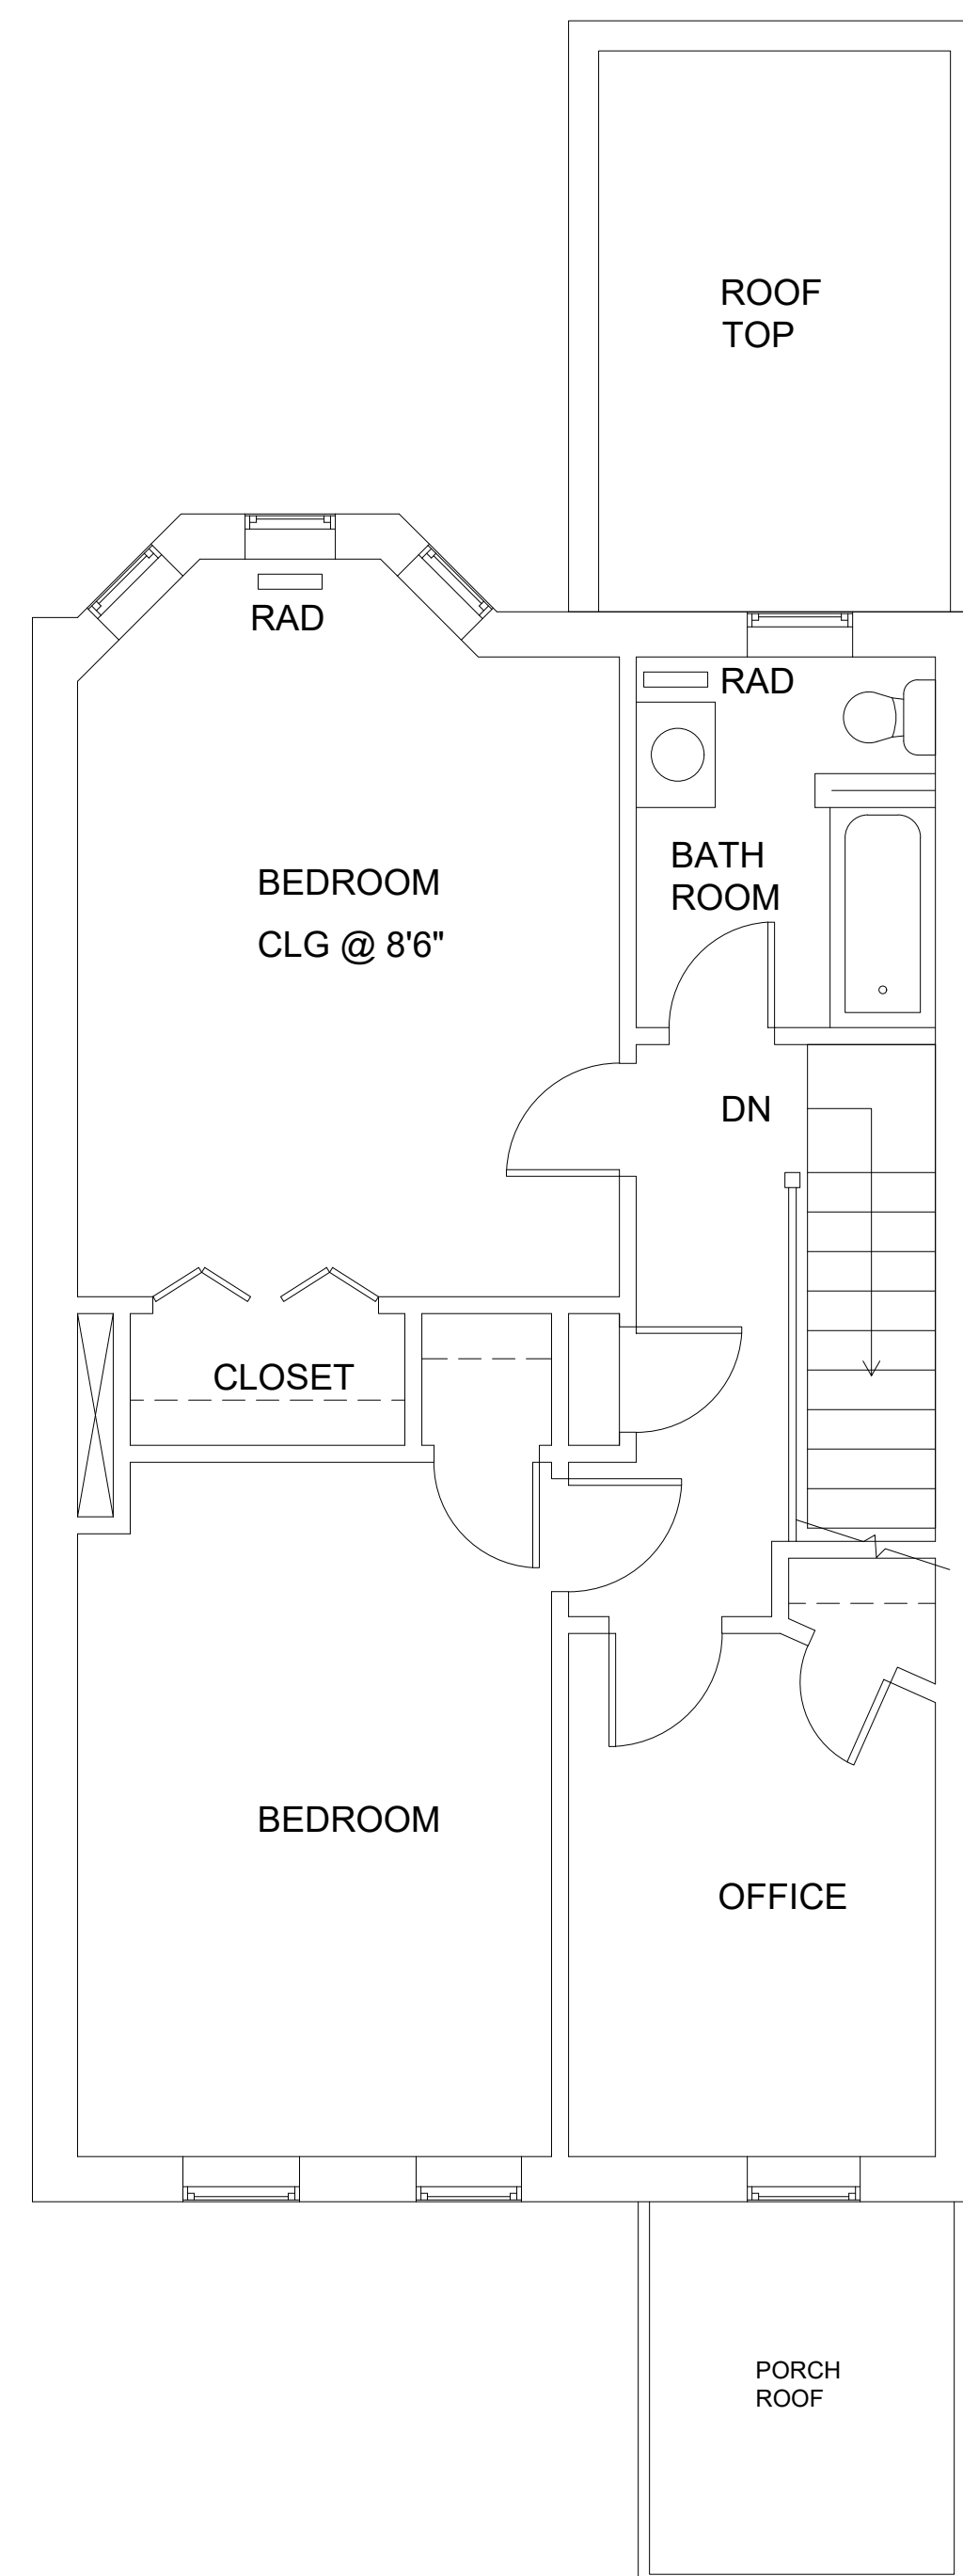 ROOF
TOP
RAD
RAD
BATH
ROOM
BEDROOM
CLG @ 8'6"
DN
CLOSET
BEDROOM
OFFICE
PORCH
ROOF